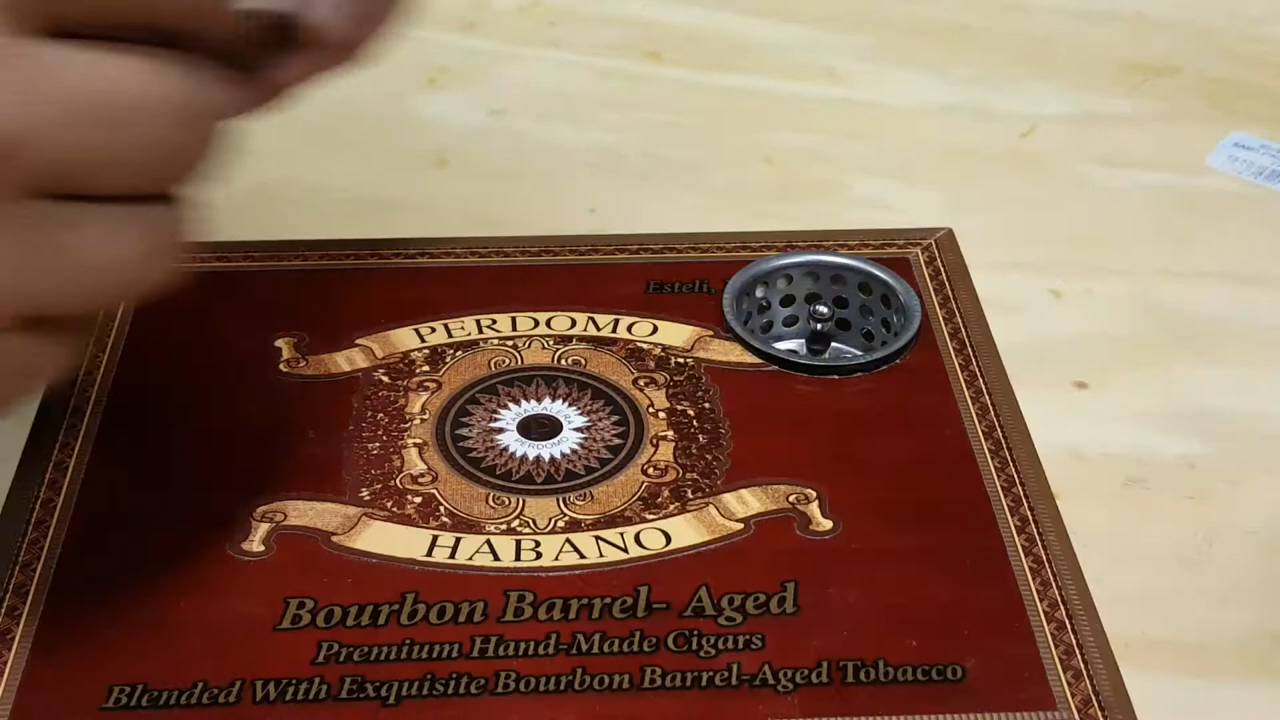 Esteli,
PERDOMO
TABACALERA
PERDOMO
HABANO
Bourbon Barrel- Aged
Premium Hand-Made Cigars
Blended With Exquisite Bourbon Barrel-Aged Tobacco